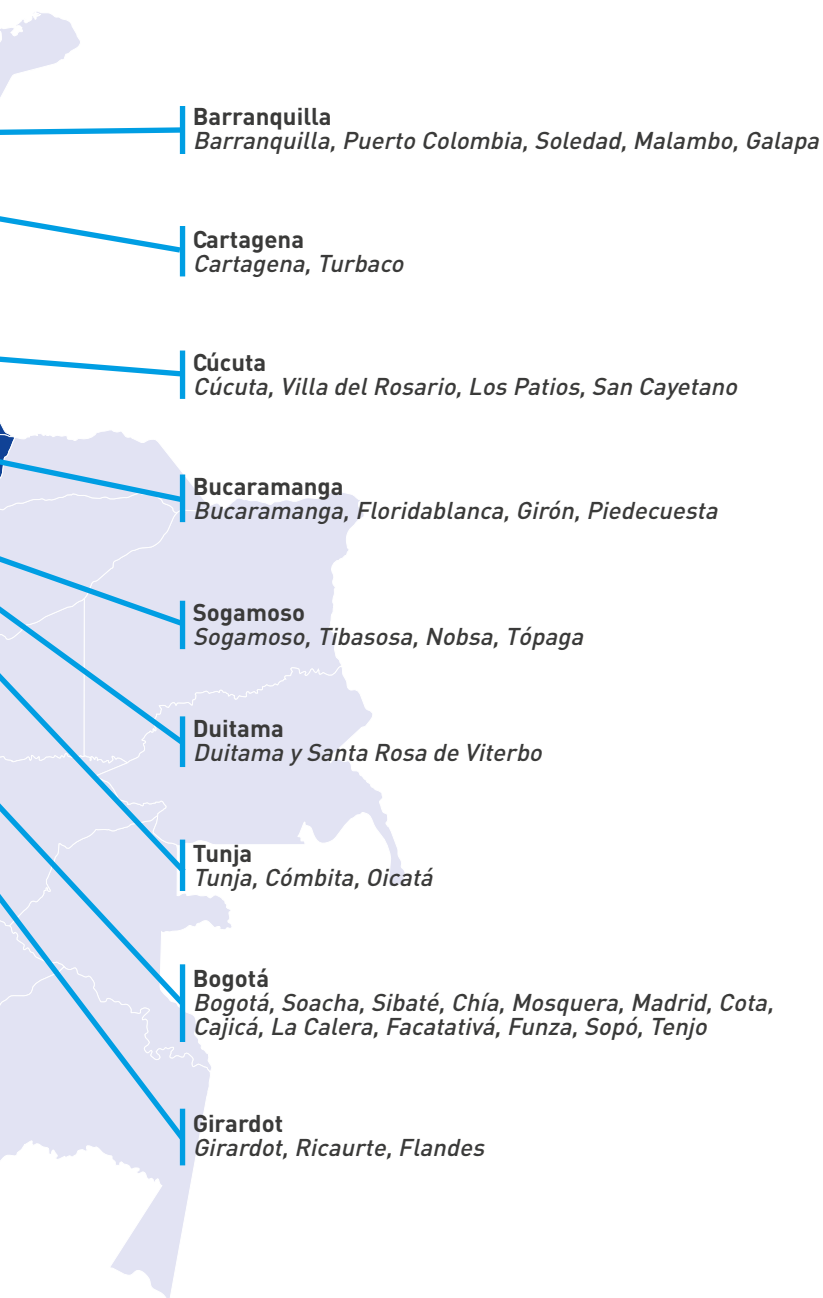 Barranquilla
Barranquilla, Puerto Colombia, Soledad, Malambo, Galapa
Cartagena
Cartagena, Turbaco
Cúcuta
Cúcuta, Villa del Rosario, Los Patios, San Cayetano
Bucaramanga
Bucaramanga, Floridablanca, Girón, Piedecuesta
Sogamoso
Sogamoso, Tibasosa, Nobsa, Tópaga
Duitama
Duitama y Santa Rosa de Viterbo
Tunja
Tunja, Cómbita, Oicatá
Bogotá
Bogotá, Soacha, Sibaté, Chía, Mosquera, Madrid, Cota,
Cajicá, La Calera, Facatativá, Funza, Sopó, Tenjo
Girardot
Girardot, Ricaurte, Flandes